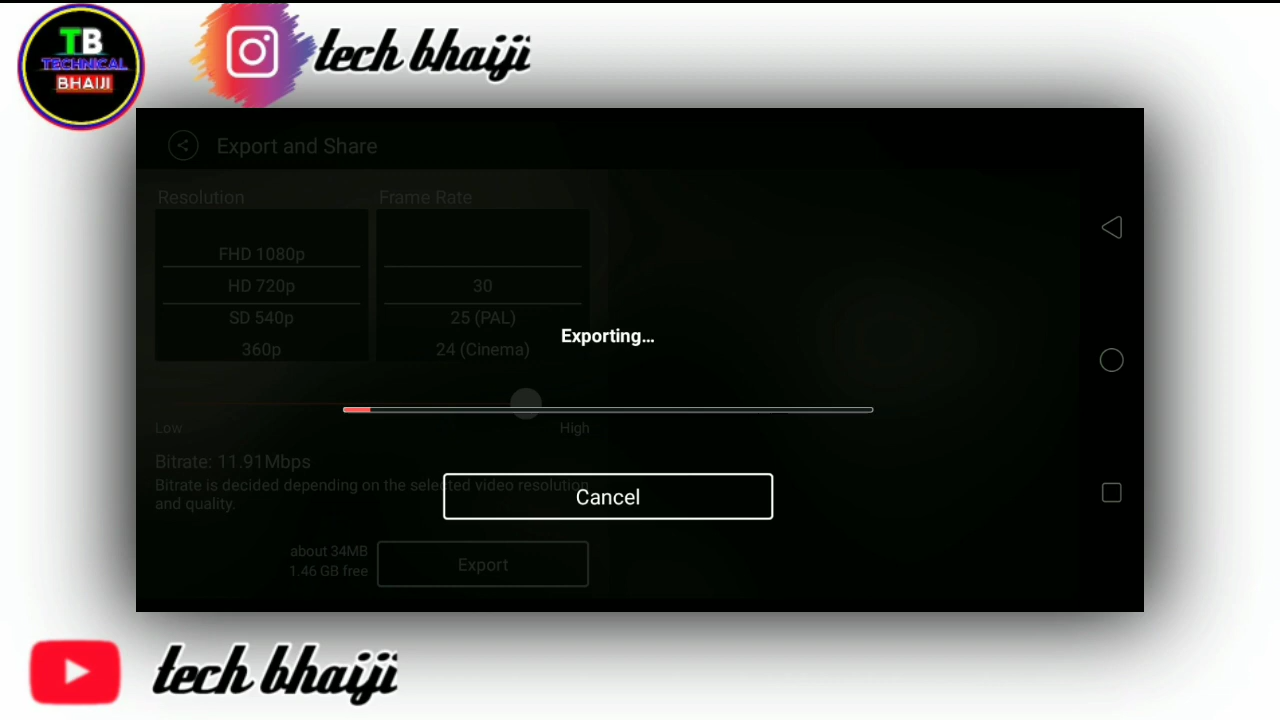 TB
TECHNICAL
BHAIJI
tech bhaiji
Export and Share
Resolution
Frame Rate
FHD 1080p
HD 720p
SD 540p
360p
30
25 (PAL)
24 (Cinema)
Exporting...
Low
High
Bitrate: 11.91Mbps
Bitrate is decided depending on the selected video resolution
and quality.
Cancel
about 34MB
1.46 GB free
Export
tech bhaiji